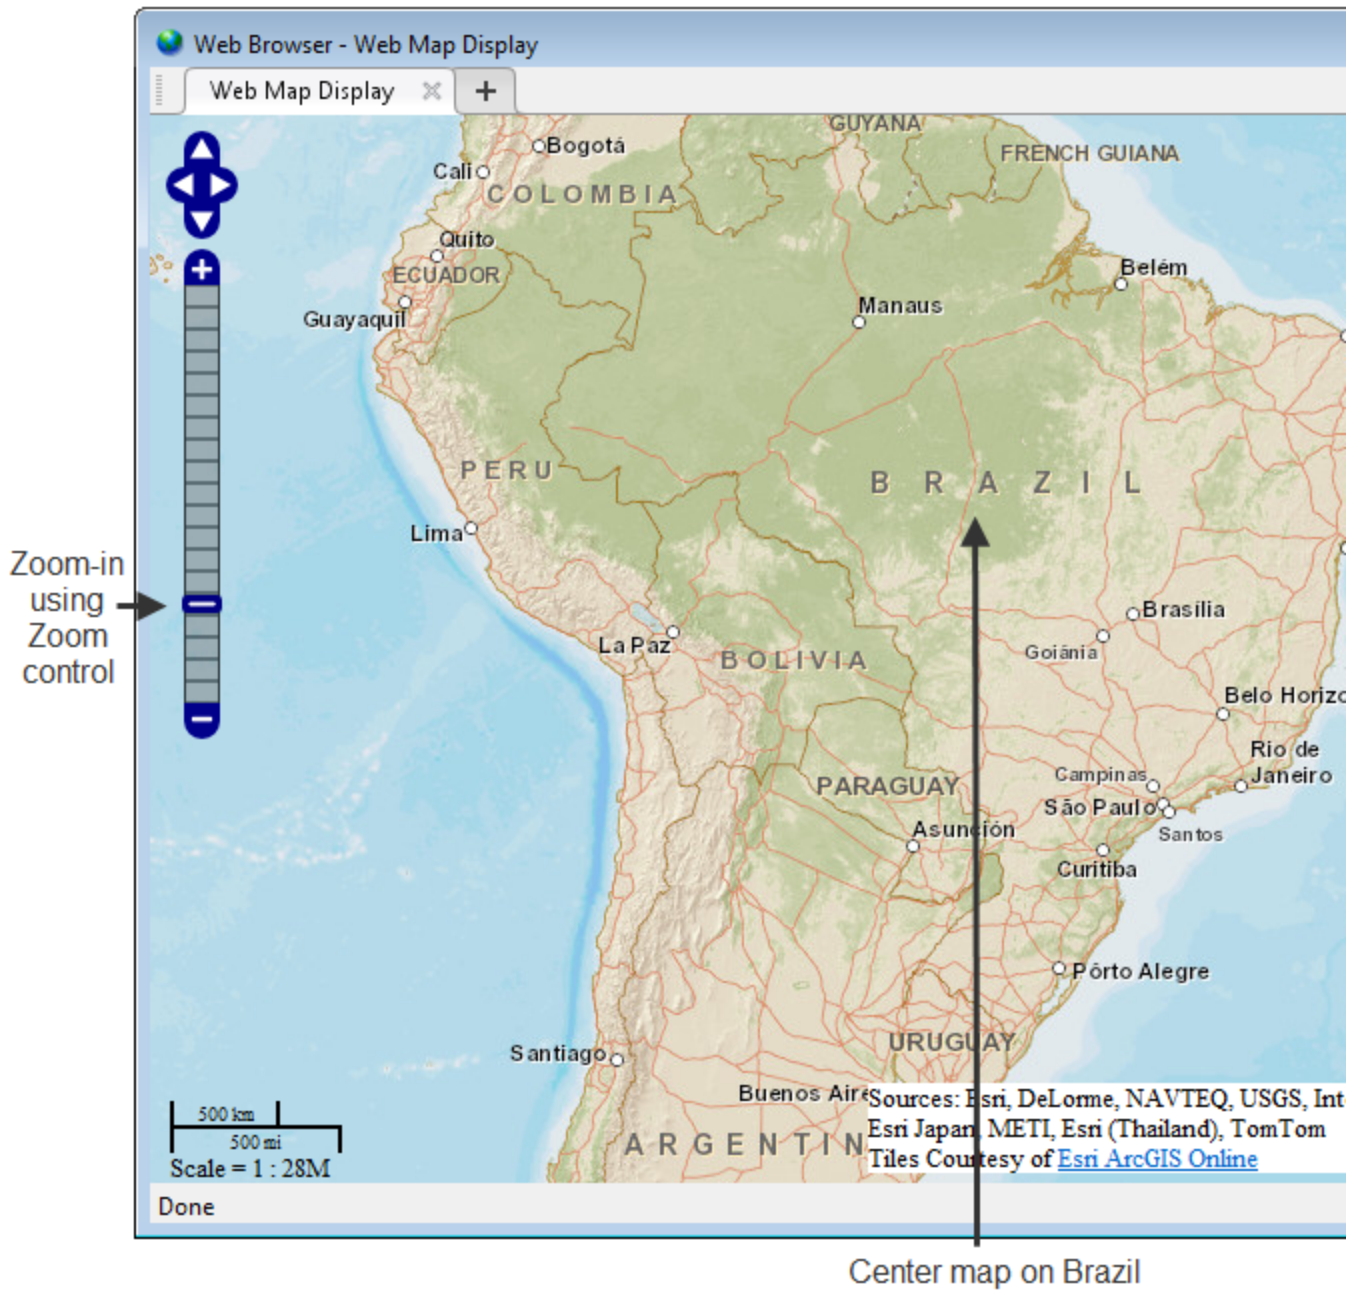 Web Browser - Web Map Display
Web Map Display
GUYANA
Bogotá
FRENCH GUIANA
Cali
COLOMBIA
Quito
Belém
ECUADOR
Manaus
Guayaquil
PERU
BRAZIL
Lima
Zoom-in
using
Zoom
control
Brasília
La Paz
Goiânia
BOLIVIA
Belo Horizo
Rio de
Janeiro
Campinas
PARAGUAY
São Paulo
Asunción
Santos
Curitiba
Pôrto Alegre
URUGUAY
Santiago
Buenos Aire
500 km
500 mi
Scale = 1 : 28M
ARGENTIN
Sources: Esri, DeLorme, NAVTEQ, USGS, Int
Esri Japan, METI, Esri (Thailand), TomTom
Tiles Courtesy of Esri ArcGIS Online
Done
Center map on Brazil